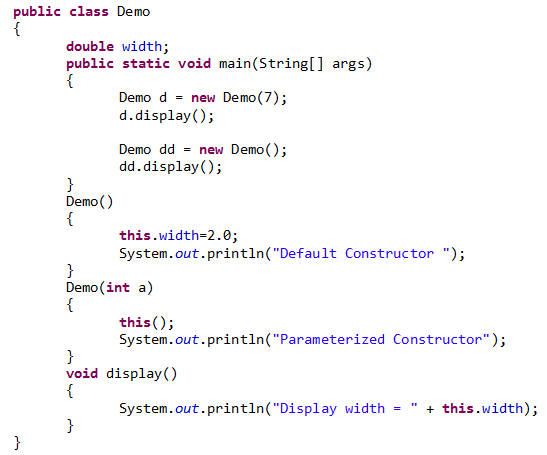 public class Demo
{
double width;
public static void main(String[] args)
{
Demo d = new Demo(7);
d.display();
Demo dd = new Demo();
dd.display();
}
Demo()
{
this.width=2.0;
System.out.println("Default Constructor ");
}
Demo(int a)
{
this();
System.out.println("Parameterized Constructor");
}
void display()
{
System.out.println("Display width = " + this.width);
}
}